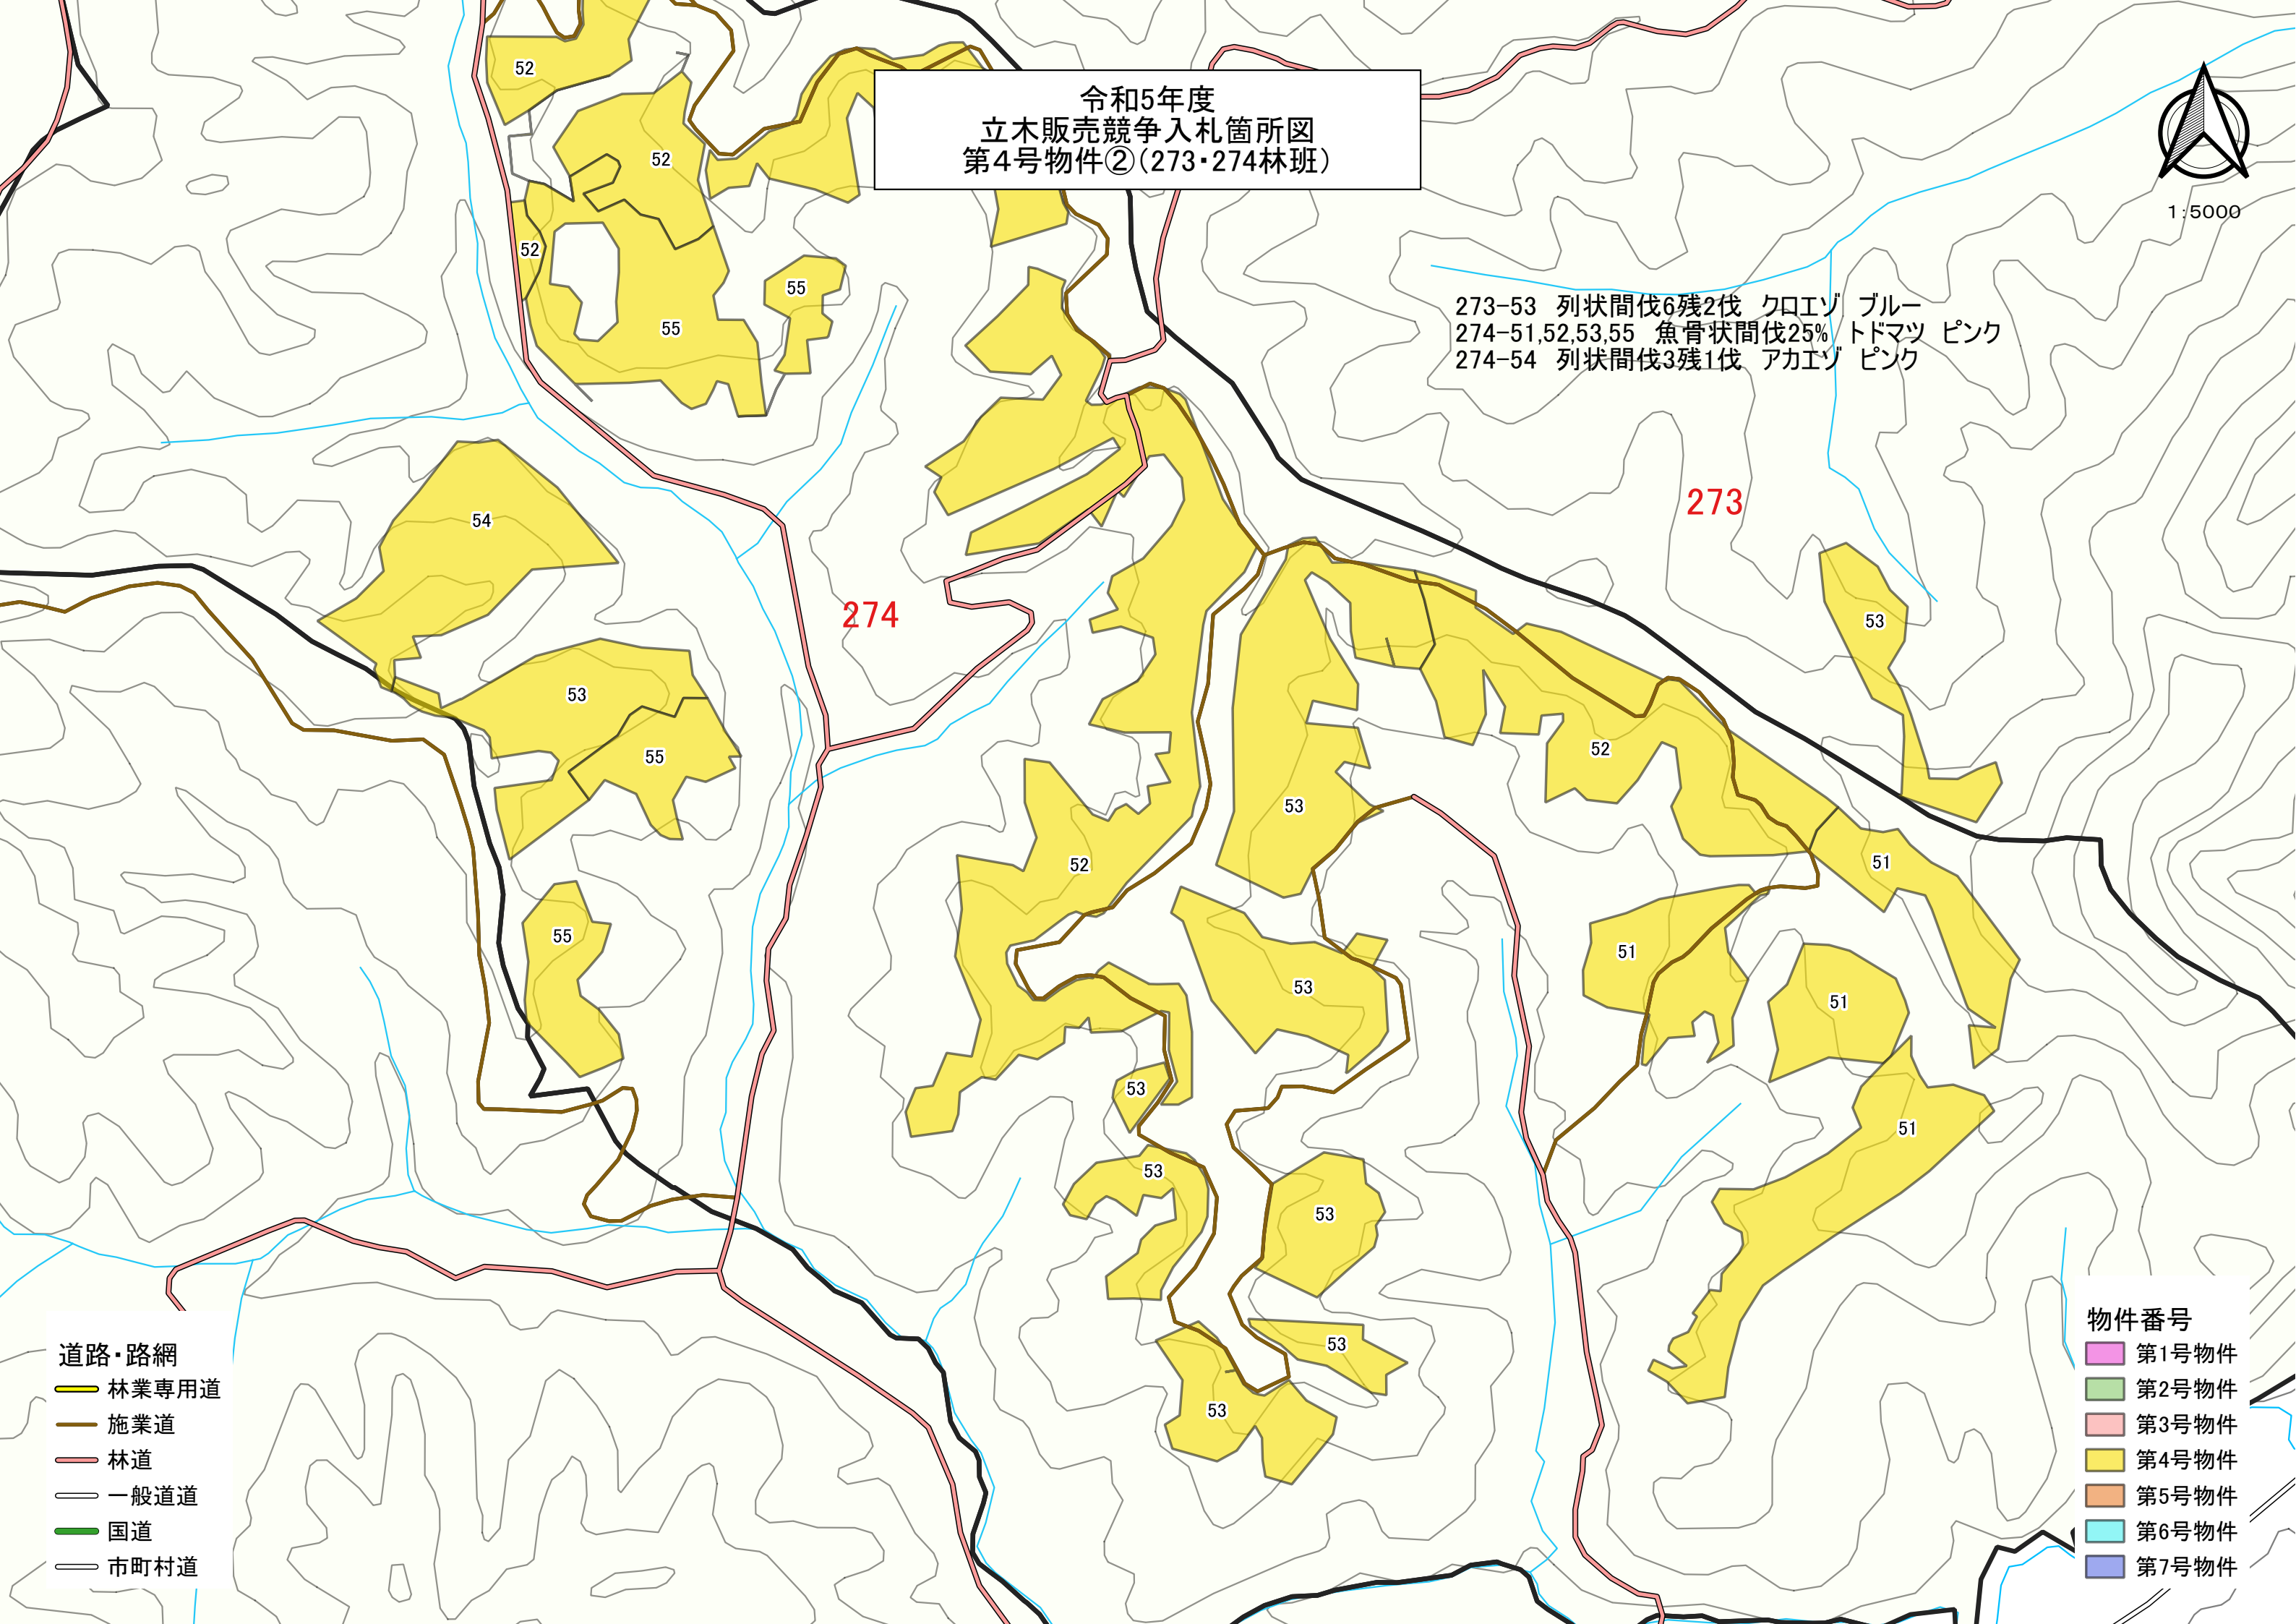 令和5年度
立木販売競争入札箇所図
第4号物件②(273・274林班)
1:5000
273-53 列状間伐6残2伐 クロエゾ ブルー
274-51,52,53,55 魚骨状間伐25% トドマツ ピンク
274-54 列状間伐3残1伐 アカエゾ ピンク
52
52
52
55
55
273
54
274
53
53
55
52
53
52
51
55
51
53
51
53
51
53
53
53
53
道路・路網
林業専用道
施業道
林道
一般道道
国道
市町村道
物件番号
第1号物件
第2号物件
第3号物件
第4号物件
第5号物件
第6号物件
第7号物件